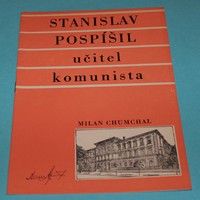 STANISLAV
POSPÍŠIL
učitel
komunista
MILAN CHUMCHAL